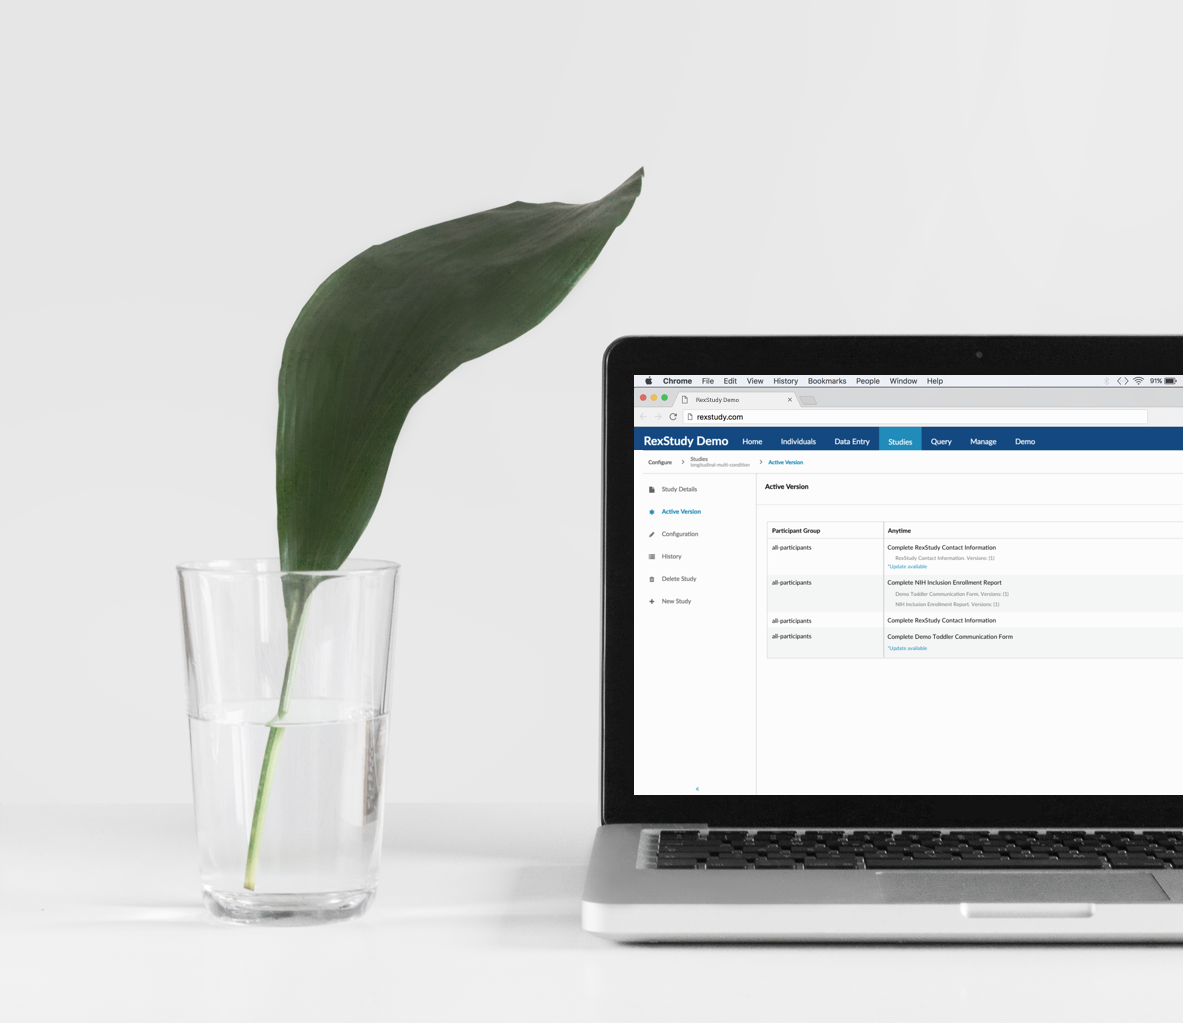 Chrome File Edit View History Bookmarks People Window Help 91%
RexStudy Demo
rexstudy.com
RexStudy Demo Home Individuals Data Entry Studies Query Manage Demo
Configure > Studies > Active Version
longitudinal-multi-condition
Study Details
Active Version
Configuration
History
Delete Study
New Study
Active Version
Participant Group Anytime
all-participants Complete RexStudy Contact Information
RexStudy Contact Information. Versions: (1)
*Update available
all-participants Complete NIH Inclusion Enrollment Report
Demo Toddler Communication Form. Versions: (1)
NIH Inclusion Enrollment Report. Versions: (1)
all-participants Complete RexStudy Contact Information
all-participants Complete Demo Toddler Communication Form
*Update available